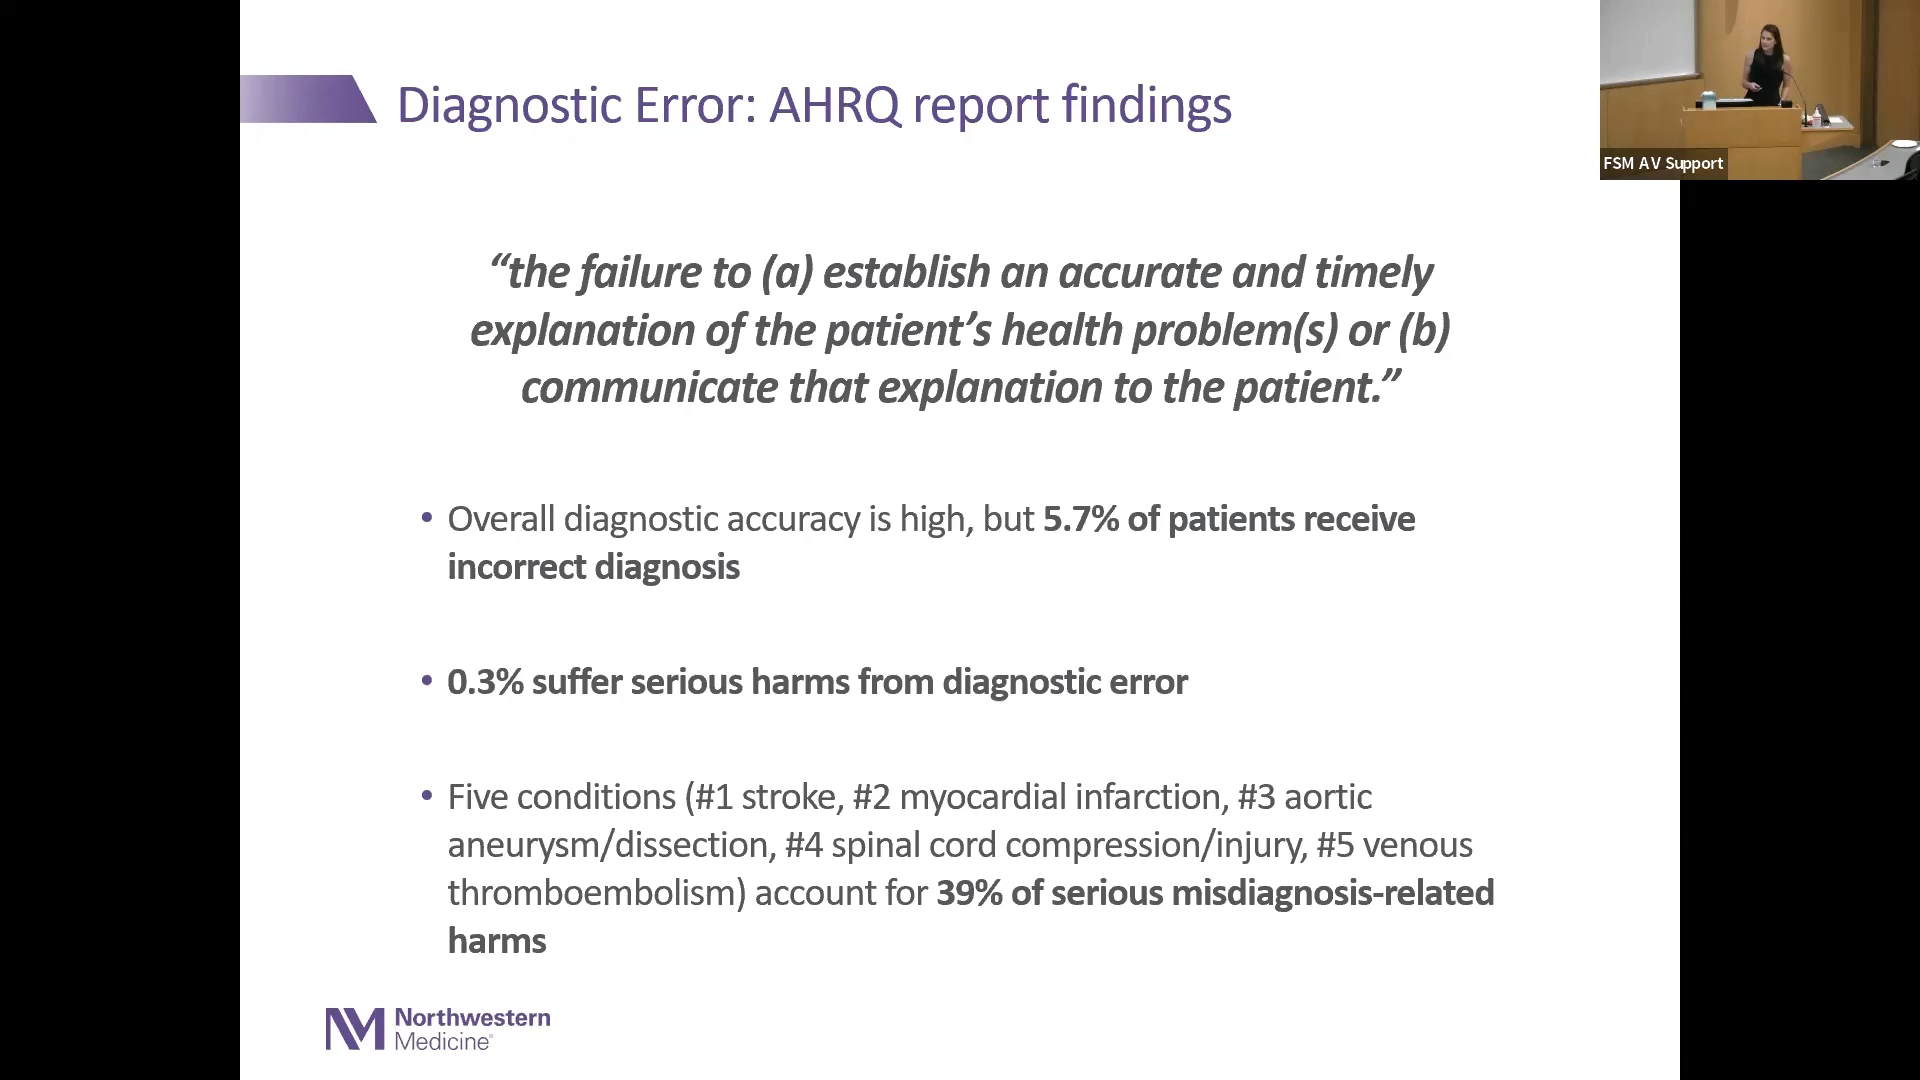 Diagnostic Error: AHRQ report findings
FSM AV Support
“the failure to (a) establish an accurate and timely
explanation of the patient’s health problem(s) or (b)
communicate that explanation to the patient.”
• Overall diagnostic accuracy is high, but 5.7% of patients receive
incorrect diagnosis
• 0.3% suffer serious harms from diagnostic error
• Five conditions (#1 stroke, #2 myocardial infarction, #3 aortic
aneurysm/dissection, #4 spinal cord compression/injury, #5 venous
thromboembolism) account for 39% of serious misdiagnosis-related
harms
NM Northwestern
Medicine®